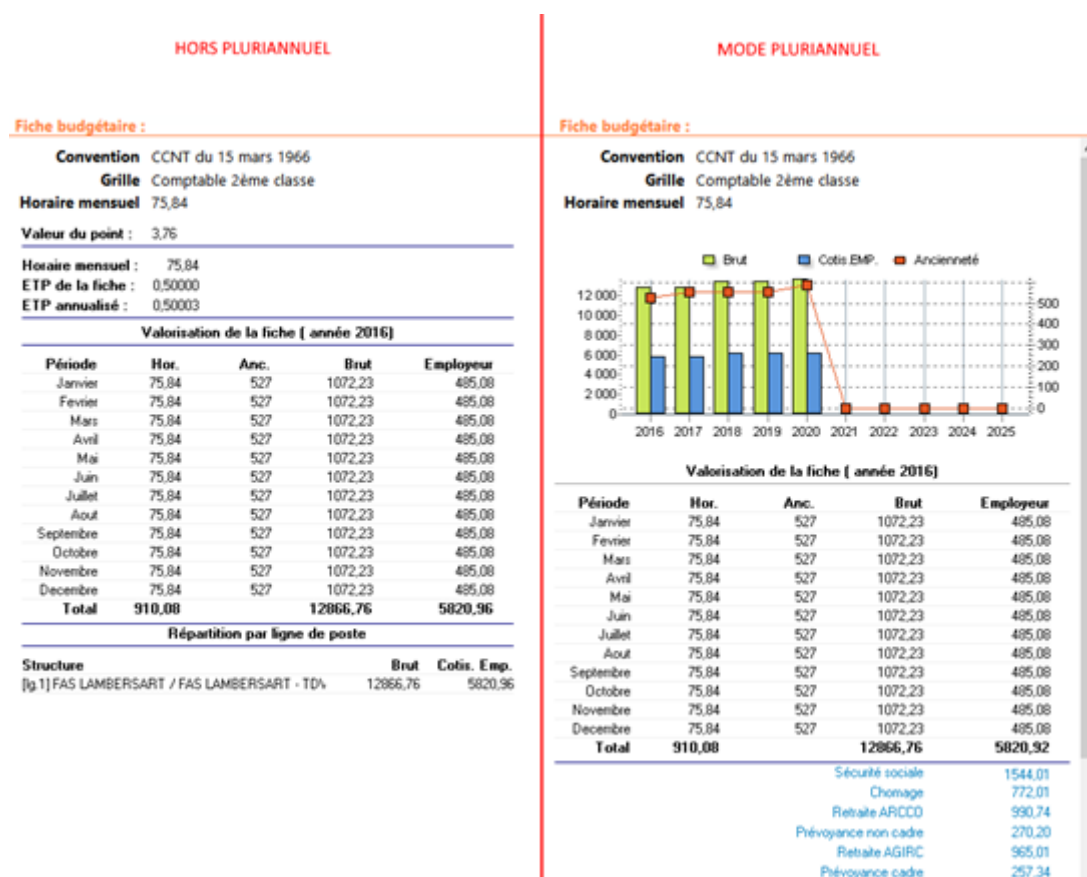 HORS PLURIANNUEL
Fiche budgétaire :
Convention CCNT du 15 mars 1966
Grille Comptable 2ème classe
Horaire mensuel 75,84
Valeur du point : 3,76
Horaire mensuel : 75,84
ETP de la fiche : 0,50000
ETP annualisé : 0,50003
Valorisation de la fiche ( année 2016)
Période Hor. Anc. Brut Employeur
Janvier 75,84 527 1072,23 485,08
Fevrier 75,84 527 1072,23 485,08
Mars 75,84 527 1072,23 485,08
Avril 75,84 527 1072,23 485,08
Mai 75,84 527 1072,23 485,08
Juin 75,84 527 1072,23 485,08
Juillet 75,84 527 1072,23 485,08
Aout 75,84 527 1072,23 485,08
Septembre 75,84 527 1072,23 485,08
Octobre 75,84 527 1072,23 485,08
Novembre 75,84 527 1072,23 485,08
Decembre 75,84 527 1072,23 485,08
Total 910,08 12866,76 5820,96
Répartition par ligne de poste
Structure Brut Cotis. Emp.
[lg.1] FAS LAMBERSART / FAS LAMBERSART - TD 12866,76 5820,96
MODE PLURIANNUEL
Fiche budgétaire :
Convention CCNT du 15 mars 1966
Grille Comptable 2ème classe
Horaire mensuel 75,84
Brut Cotis.EMP. Ancienneté
12 000
10 000
8 000
6 000
4 000
2 000
0
500
400
300
200
100
0
2016 2017 2018 2019 2020 2021 2022 2023 2024 2025
Valorisation de la fiche ( année 2016)
Période Hor. Anc. Brut Employeur
Janvier 75,84 527 1072,23 485,08
Fevrier 75,84 527 1072,23 485,08
Mars 75,84 527 1072,23 485,08
Avril 75,84 527 1072,23 485,08
Mai 75,84 527 1072,23 485,08
Juin 75,84 527 1072,23 485,08
Juillet 75,84 527 1072,23 485,08
Aout 75,84 527 1072,23 485,08
Septembre 75,84 527 1072,23 485,08
Octobre 75,84 527 1072,23 485,08
Novembre 75,84 527 1072,23 485,08
Decembre 75,84 527 1072,23 485,08
Total 910,08 12866,76 5820,92
Sécurité sociale 1544,01
Chomage 772,01
Retraite ARCCO 990,74
Prévoyance non cadre 270,20
Retraite AGIRC 965,01
Prévoyance cadre 257,34